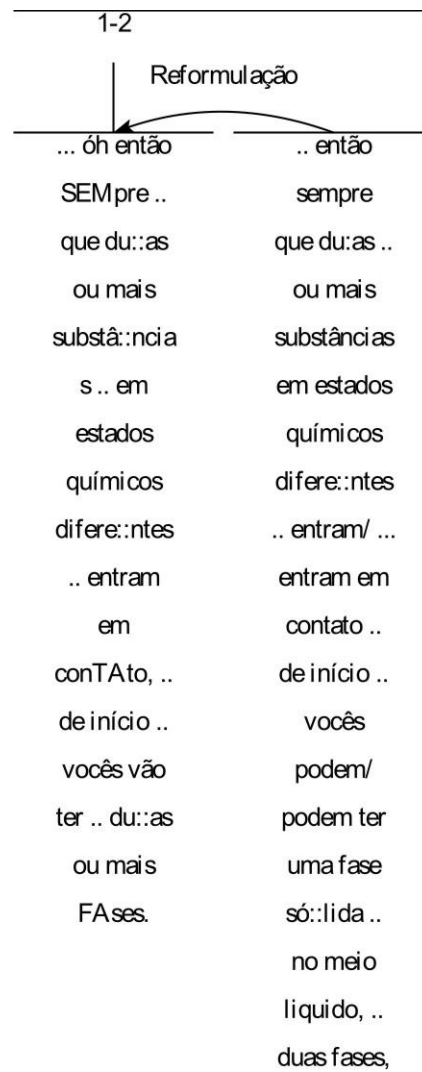 1-2
Reformulação
... óh então
SEMpre ..
que du::as
ou mais
substâ::ncia
s .. em
estados
químicos
difere::ntes
.. entram
em
conTAto, ..
de início ..
vocês vão
ter .. du::as
ou mais
FAses.
.. então
sempre
que du:as ..
ou mais
substâncias
em estados
químicos
difere::ntes
.. entram/ ...
entram em
contato ..
de início ..
vocês
podem/
podem ter
uma fase
só::lida ..
no meio
liquido, ..
duas fases,